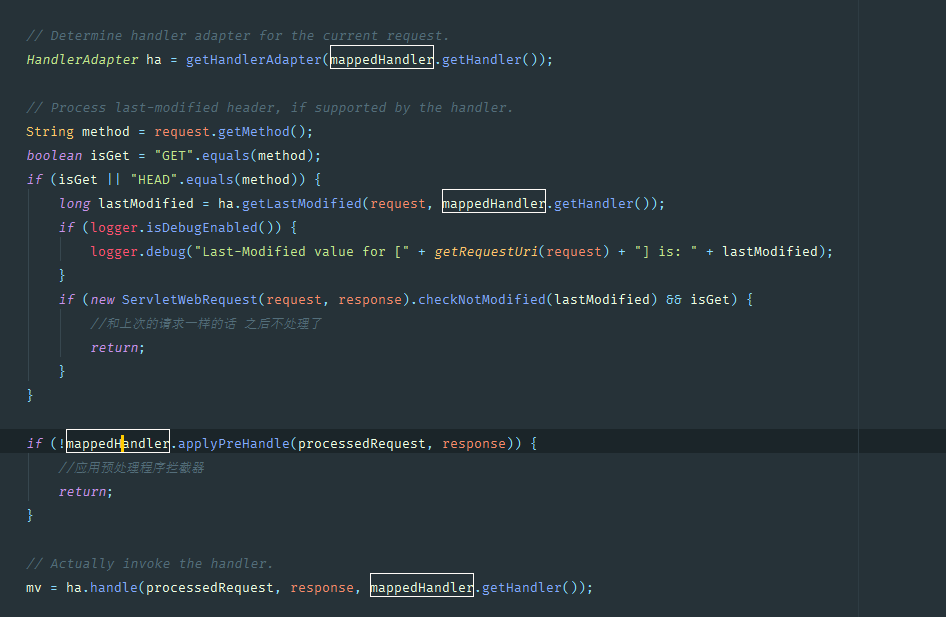 // Determine handler adapter for the current request.
HandlerAdapter ha = getHandlerAdapter(mappedHandler.getHandler());
// Process last-modified header, if supported by the handler.
String method = request.getMethod();
boolean isGet = "GET".equals(method);
if (isGet || "HEAD".equals(method)) {
long lastModified = ha.getLastModified(request, mappedHandler.getHandler());
if (logger.isDebugEnabled()) {
logger.debug("Last-Modified value for [" + getRequestUri(request) + "] is: " + lastModified);
}
if (new ServletWebRequest(request, response).checkNotModified(lastModified) && isGet) {
//和上次的请求一样的话 之后不处理了
return;
}
}
if (!mappedHandler.applyPreHandle(processedRequest, response)) {
//应用预处理程序拦截器
return;
}
// Actually invoke the handler.
mv = ha.handle(processedRequest, response, mappedHandler.getHandler());